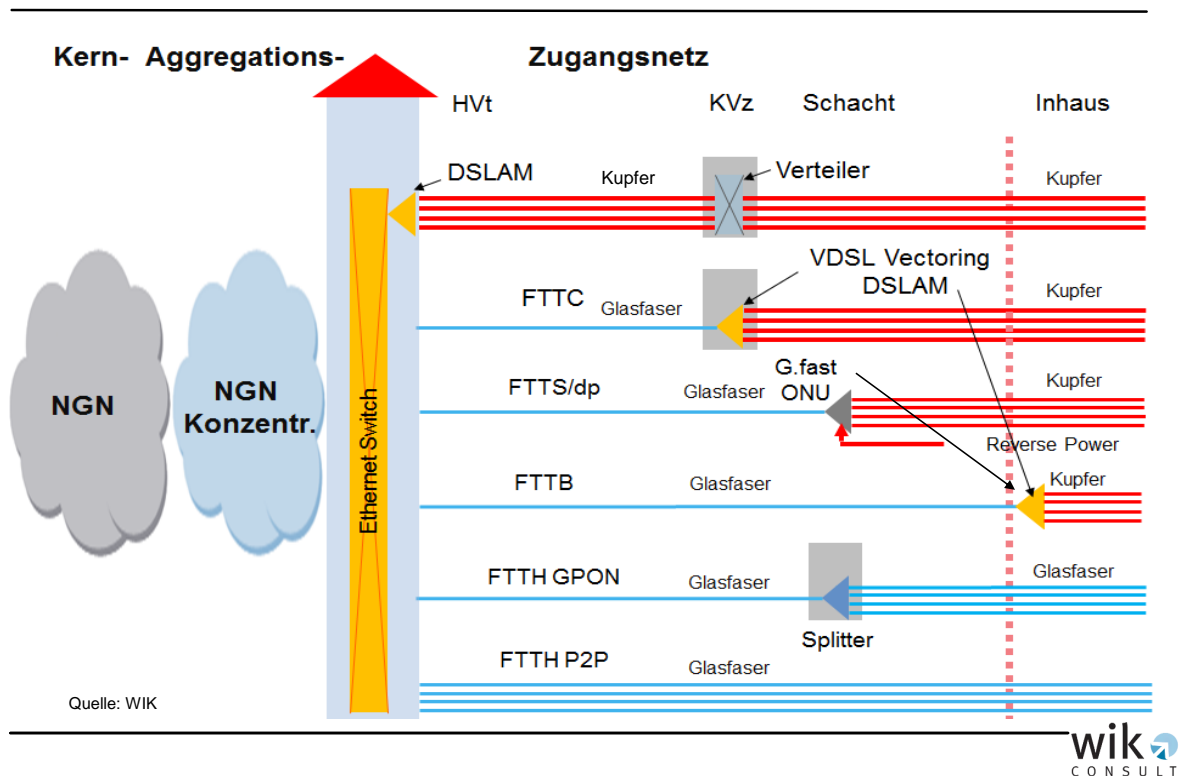 Kern- Aggregations- Zugangsnetz
HVt KVz Schacht Inhaus
DSLAM
Kupfer
Verteiler
Kupfer
VDSL Vectoring
DSLAM
FTTC
Glasfaser
Kupfer
G.fast
ONU
FTTS/dp
Glasfaser
Kupfer
Reverse Power
NGN
NGN
Konzentr.
Ethernet Switch
FTTB
Glasfaser
Kupfer
FTTH GPON
Glasfaser
Glasfaser
Splitter
FTTH P2P
Glasfaser
Quelle: WIK
wik
CONSULT